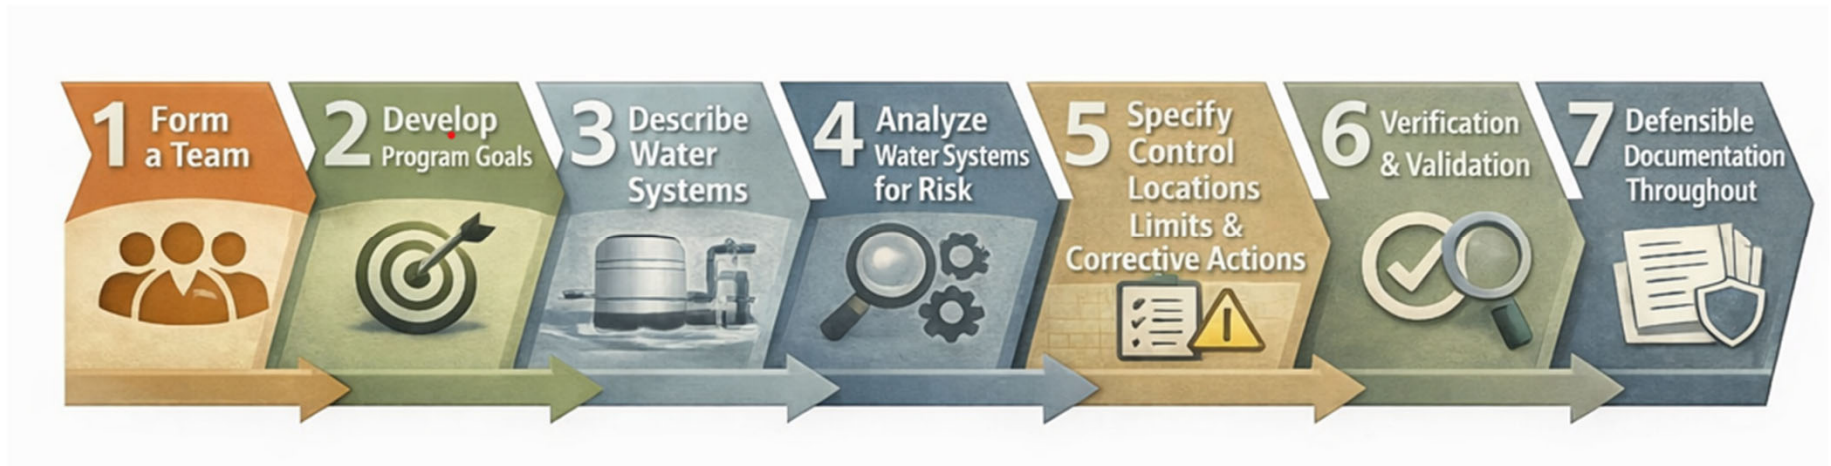 1 Form
a Team
2 Develop
Program Goals
3 Describe
Water
Systems
4 Analyze
Water Systems
for Risk
5 Specify
Control
Locations
Limits &
Corrective Actions
6 Verification
& Validation
7 Defensible
Documentation
Throughout